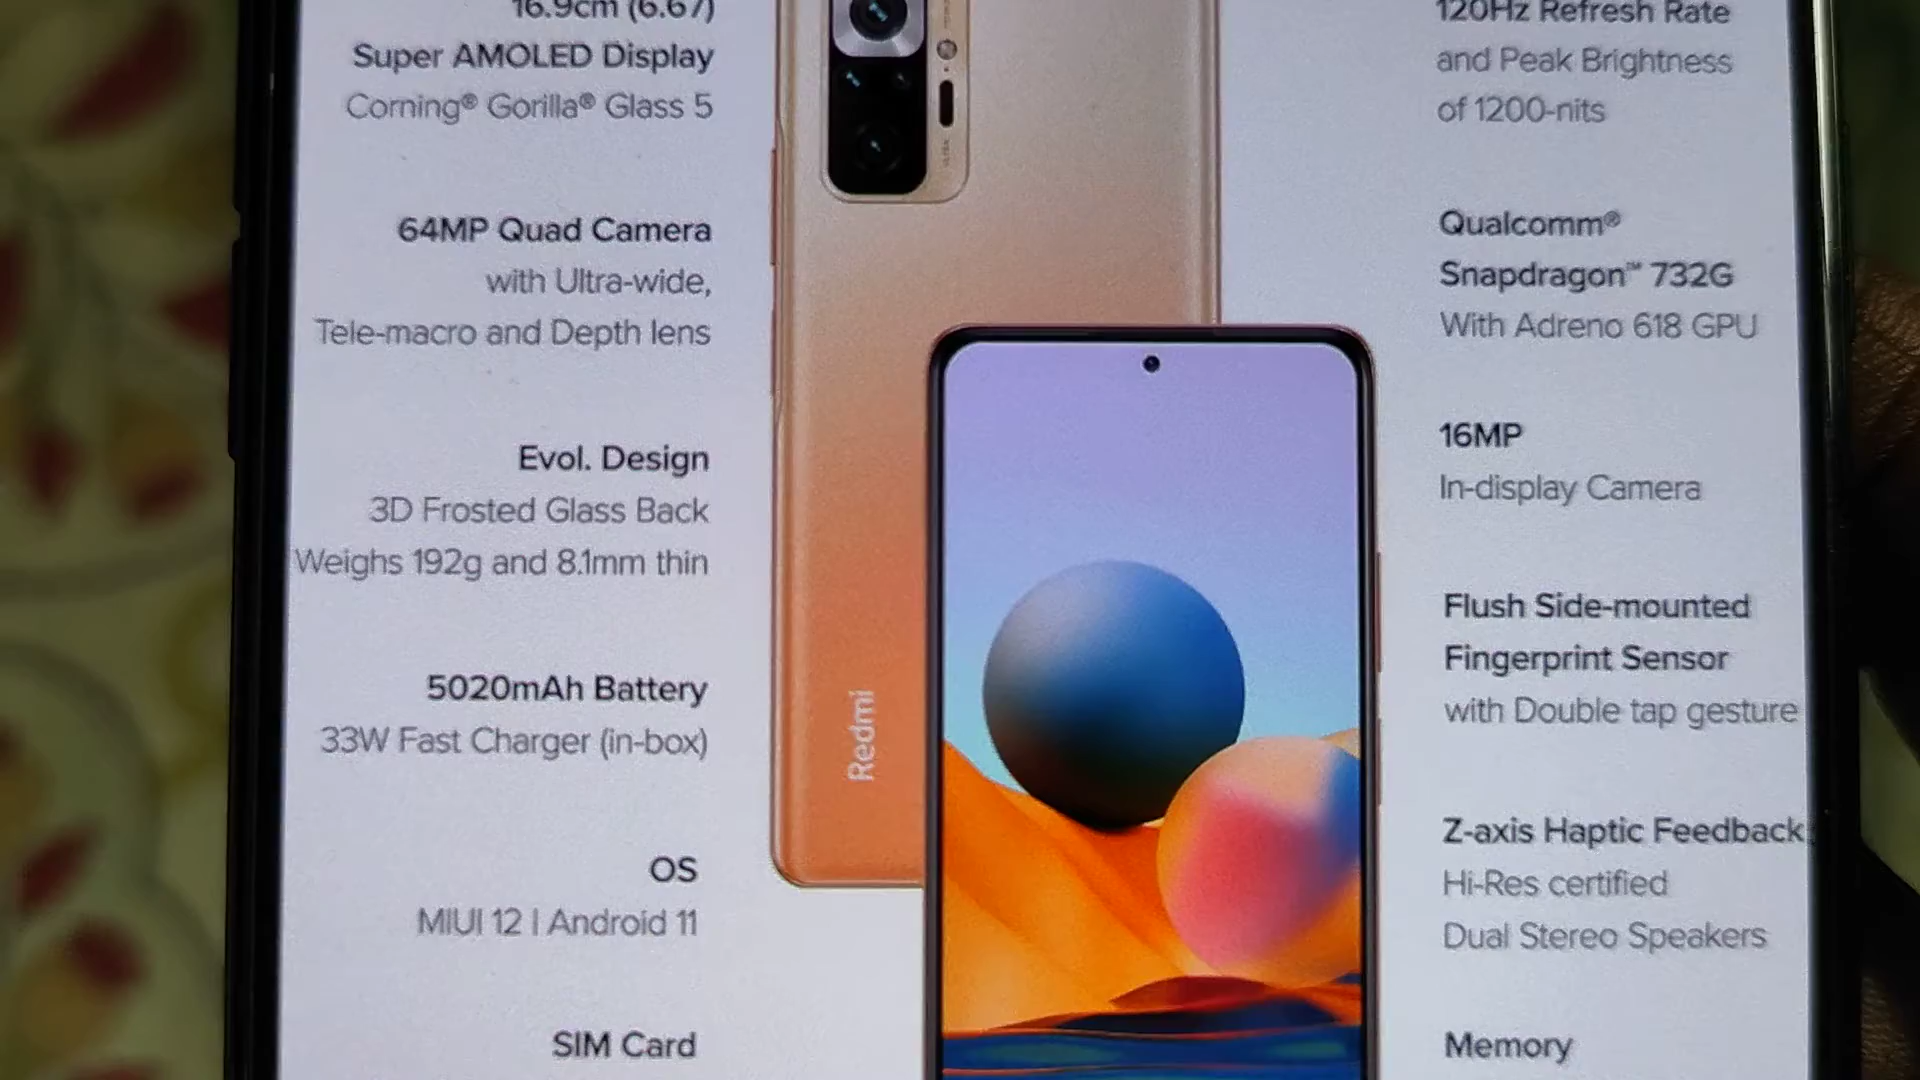 16.9cm (6.67)
Super AMOLED Display
Corning® Gorilla® Glass 5
64MP Quad Camera
with Ultra-wide,
Tele-macro and Depth lens
Evol. Design
3D Frosted Glass Back
Weighs 192g and 8.1mm thin
5020mAh Battery
33W Fast Charger (in-box)
OS
MIUI 12 | Android 11
SIM Card
Redmi
120Hz Refresh Rate
and Peak Brightness
of 1200-nits
Qualcomm®
Snapdragon™ 732G
With Adreno 618 GPU
16MP
In-display Camera
Flush Side-mounted
Fingerprint Sensor
with Double tap gesture
Z-axis Haptic Feedback
Hi-Res certified
Dual Stereo Speakers
Memory